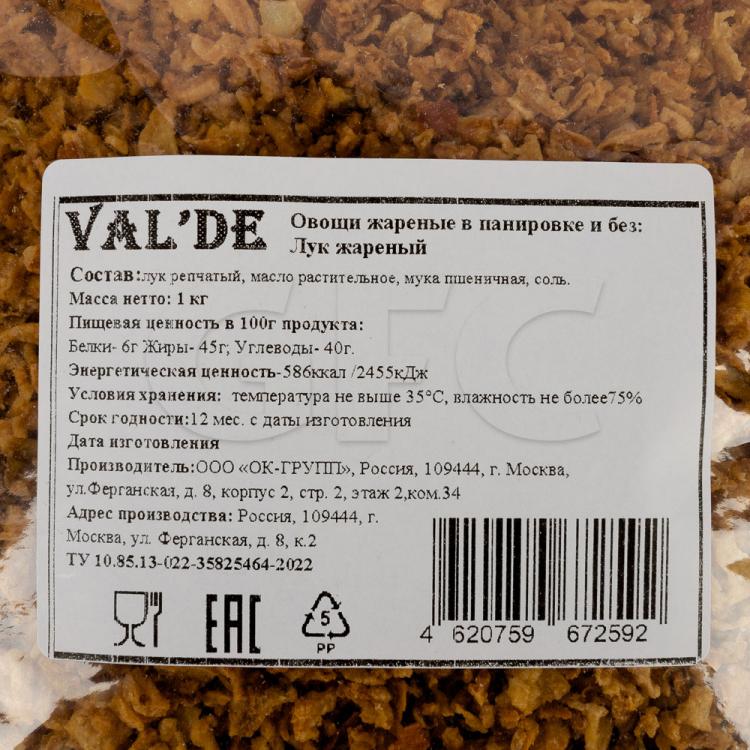 VAL'DE
Овощи жареные в панировке и без:
Лук жареный
Состав:лук репчатый, масло растительное, мука пшеничная, соль.
Масса нетто: 1 кг
Пищевая ценность в 100г продукта:
Белки- 6г Жиры- 45г; Углеводы- 40г.
Энергетическая ценность-586ккал /2455кДж
Условия хранения: температура не выше 35°С, влажность не более75%
Срок годности:12 мес. с даты изготовления
Дата изготовления
Производитель:ООО «ОК-ГРУПП», Россия, 109444, г. Москва,
ул.Ферганская, д. 8, корпус 2, стр. 2, этаж 2,ком.34
Адрес производства: Россия, 109444, г.
Москва, ул. Ферганская, д. 8, к.2
ТУ 10.85.13-022-35825464-2022
EAC
5
PP
4 620759 672592
GFC